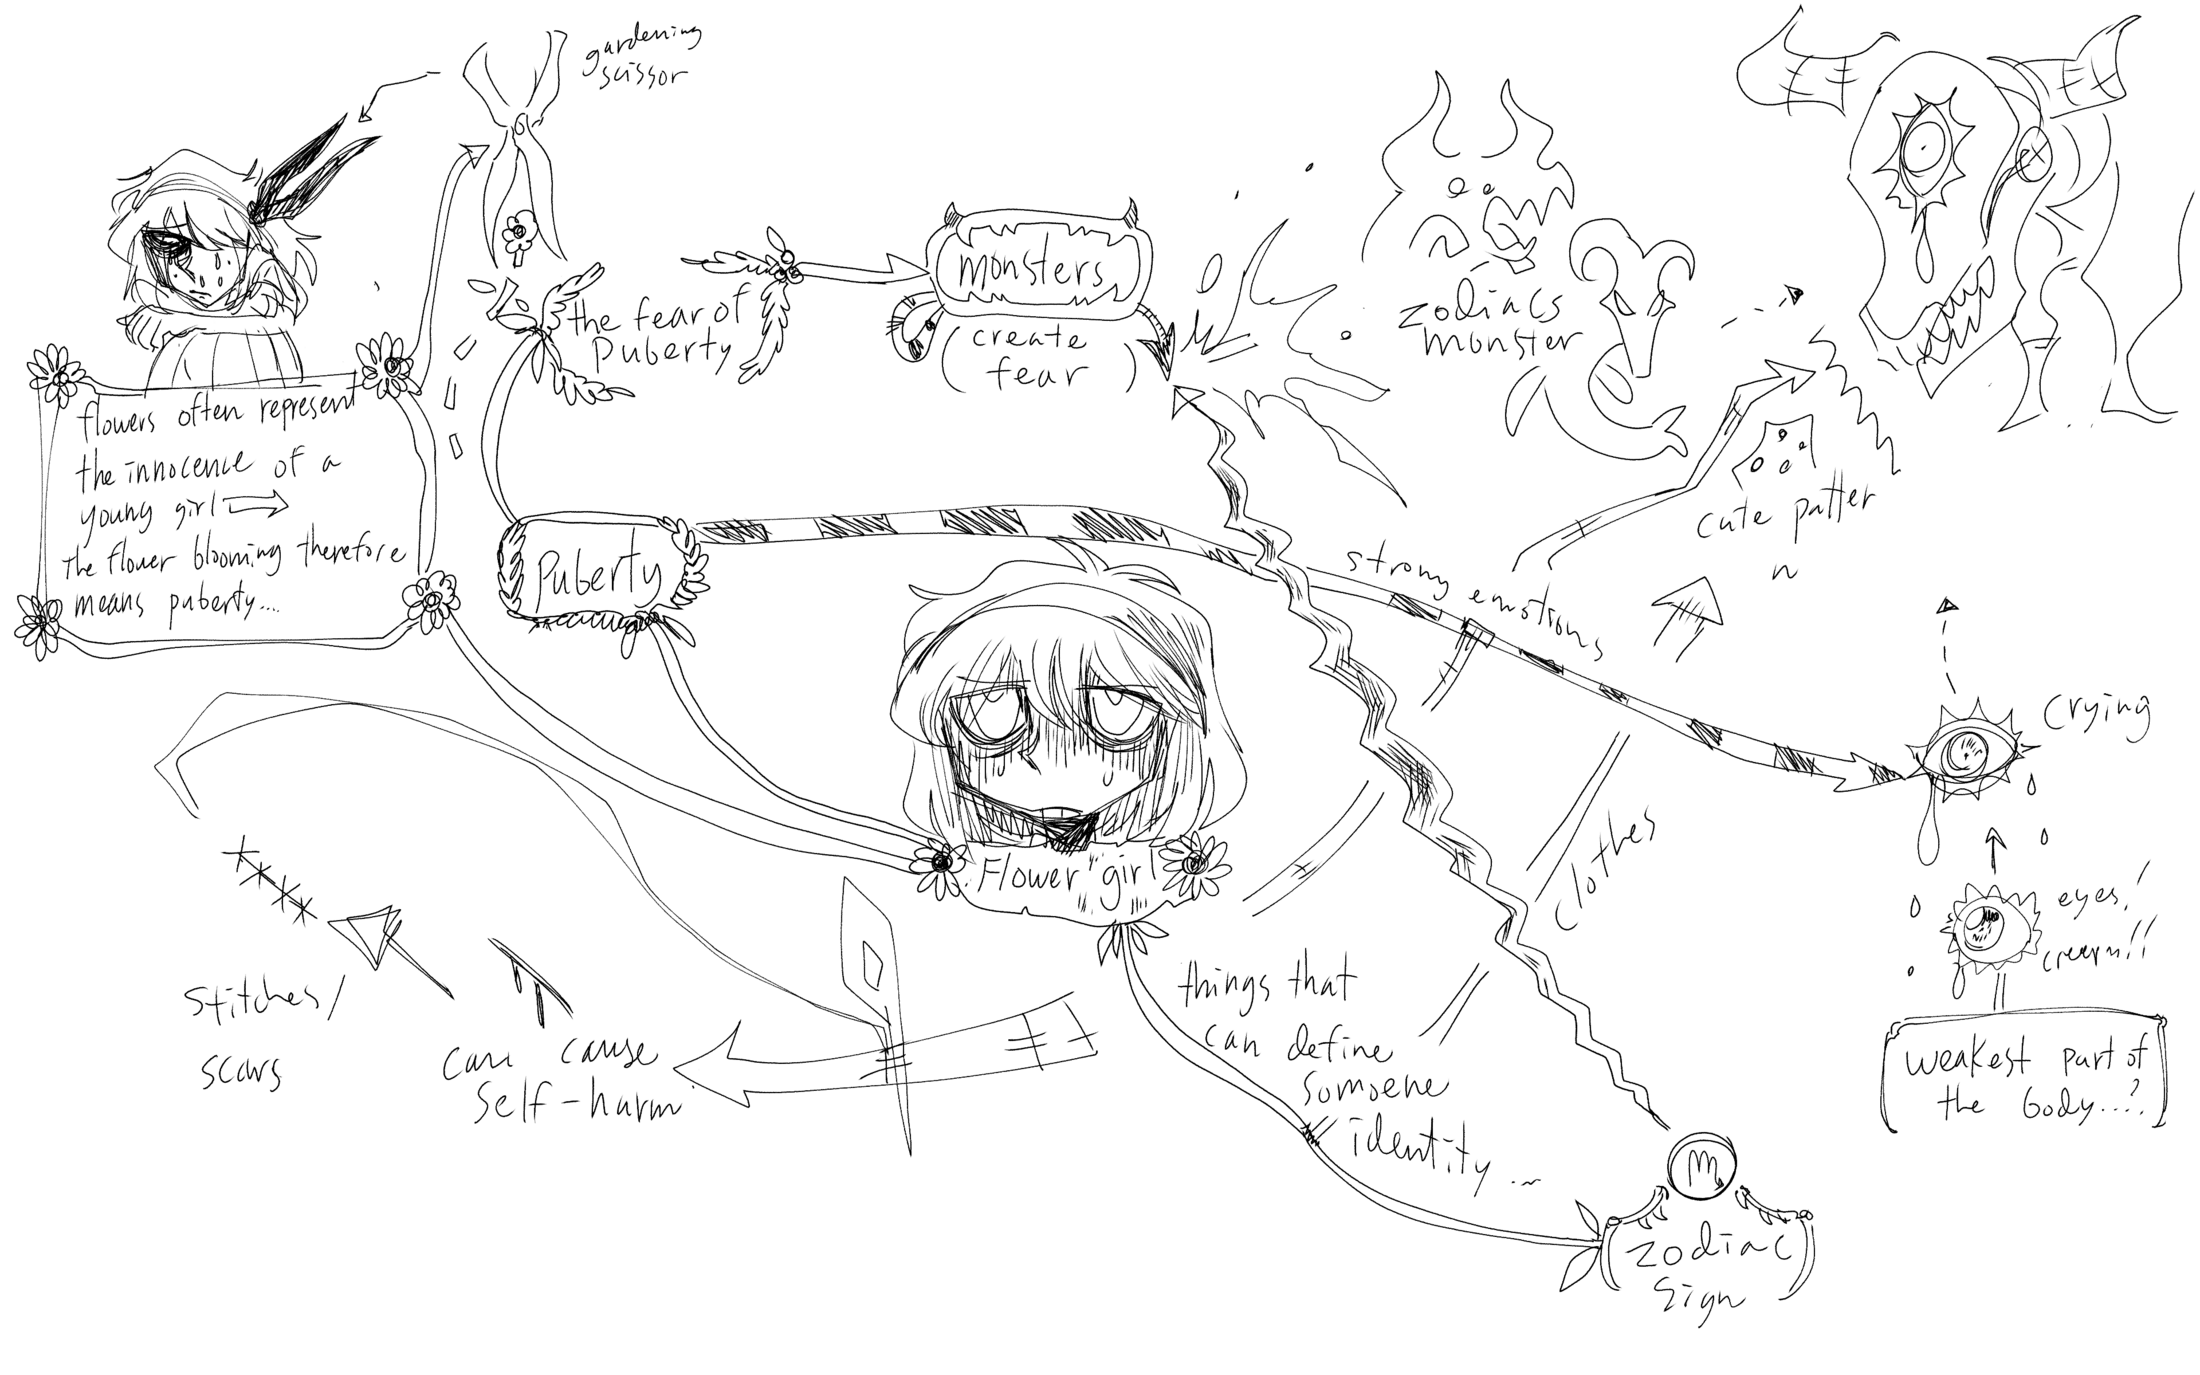 gardening
scissor
flowers often represent
the innocence of a
young girl
The flower blooming therefore
means puberty....
the fear of
puberty
monsters
(create
fear)
zodiacs
monster
cute patter
n
puberty
strong emotions
crying
eyes!
creepy!!
weakest part of
the body...?
clothes
Flower girl
things that
can define
somoene
identity...
zodiac
sign
can cause
self-harm
stitches/
scars